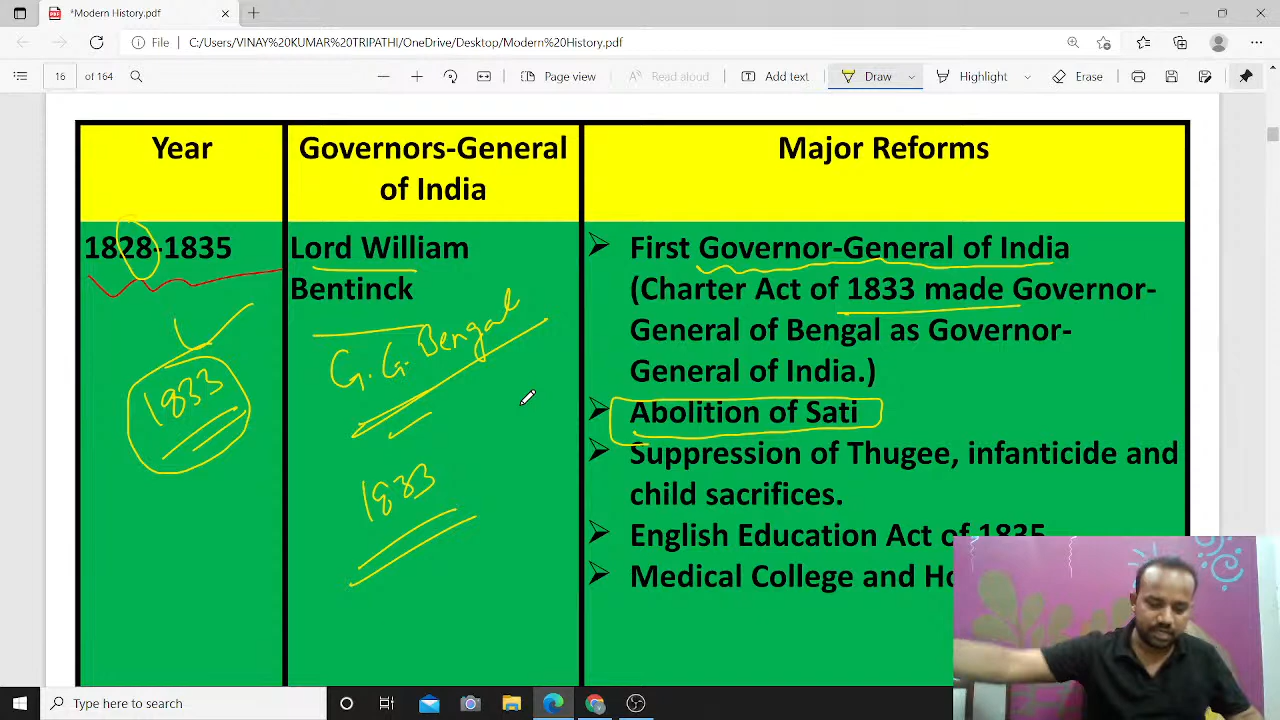 *Modern History.pdf
File
C:/Users/VINAY%20KUMAR%20TRIPATHI/OneDrive/Desktop/Modern%20History.pdf
16 of 164
Page view
Read aloud
Add text
Draw
Highlight
Erase
Year
Governors-General
of India
Major Reforms
1828-1835
Lord William
Bentinck
First Governor-General of India
(Charter Act of 1833 made Governor-
General of Bengal as Governor-
General of India.)
Abolition of Sati
Suppression of Thugee, infanticide and
child sacrifices.
English Education Act of 1835
Medical College and
1833
G. G. Bengal
1833
Type here to search